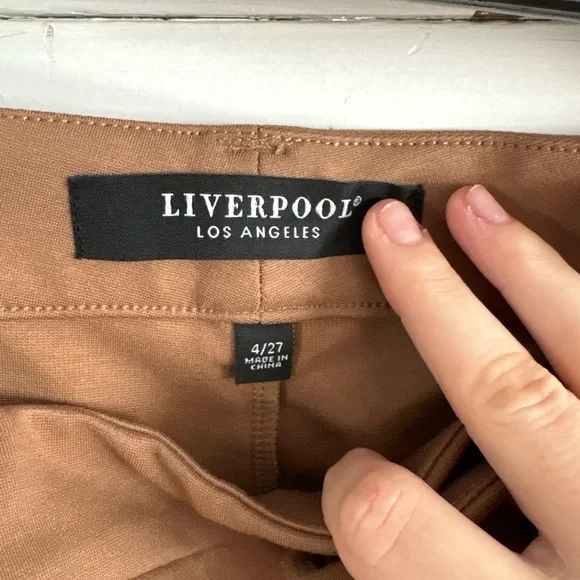 LIVERPOOL®
LOS ANGELES
4/27
MADE IN
CHINA